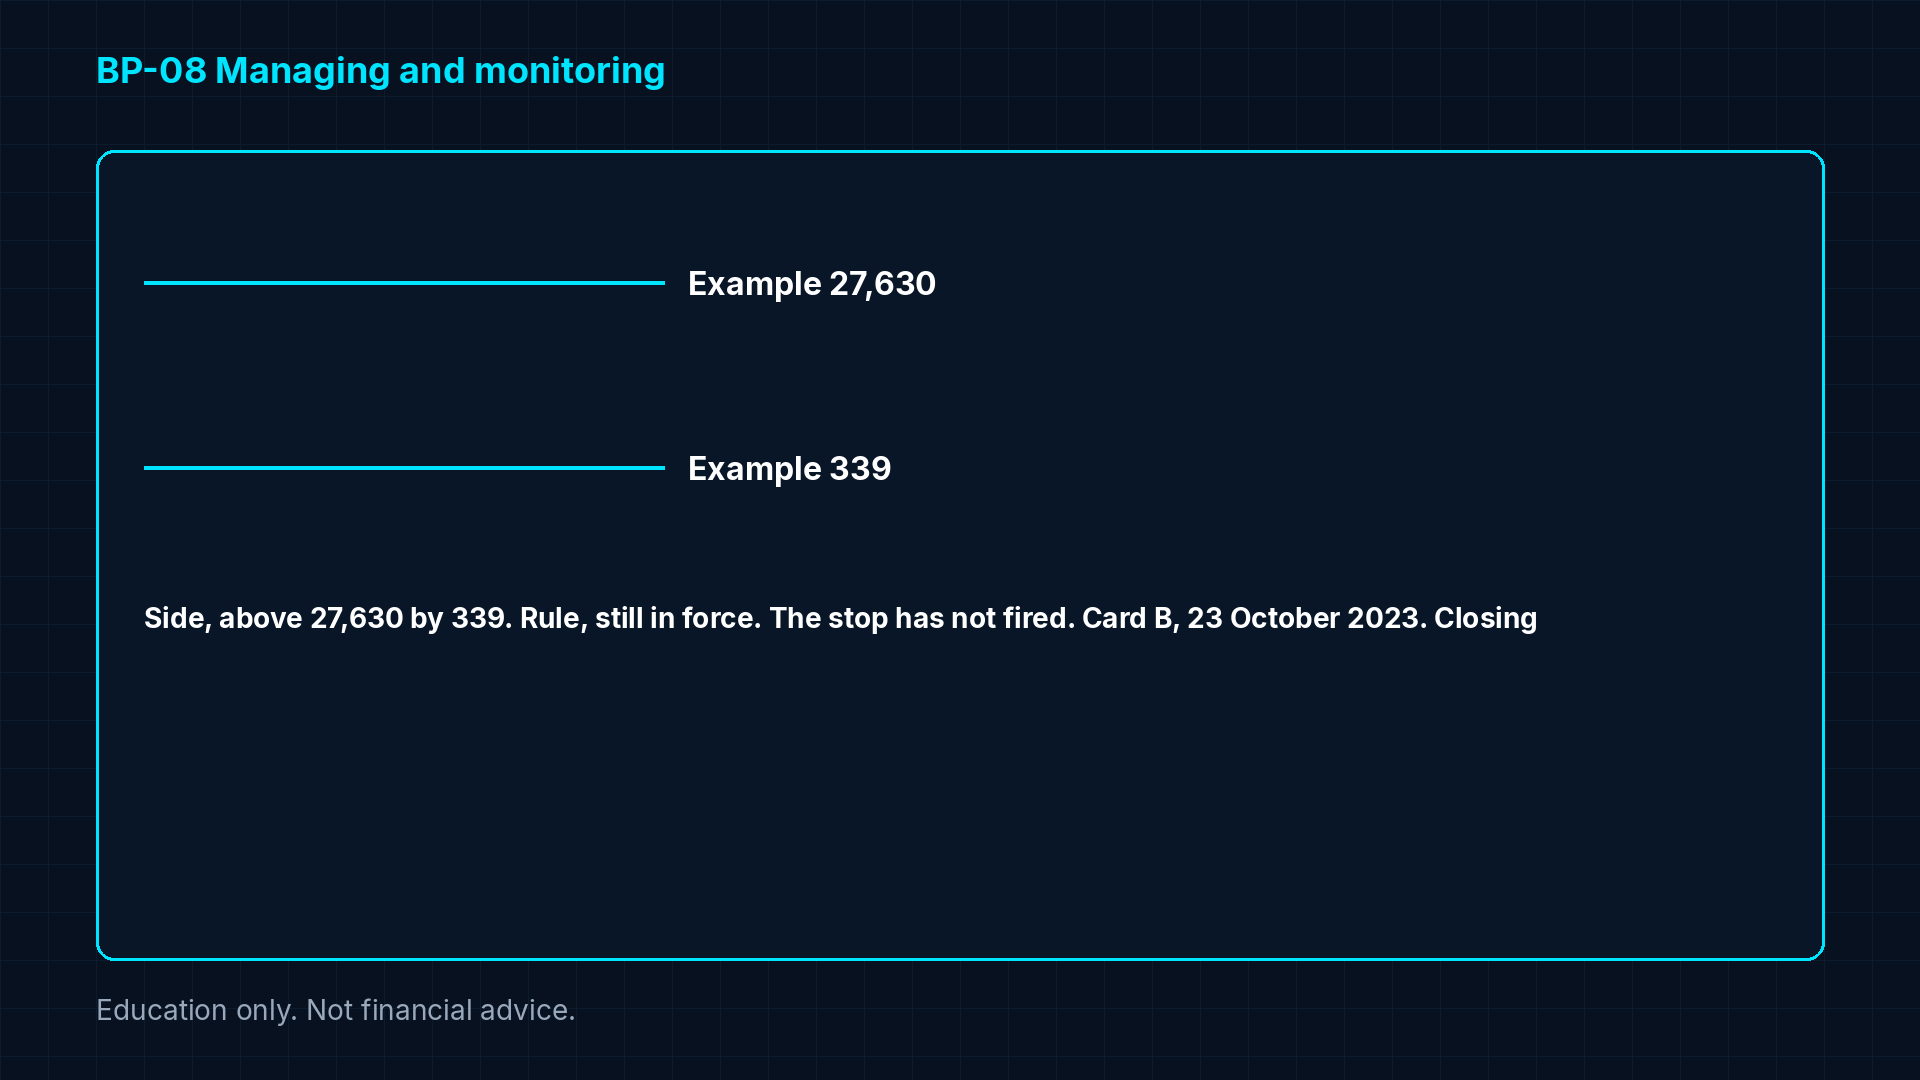 BP-08 Managing and monitoring
Example 27,630
Example 339
Side, above 27,630 by 339. Rule, still in force. The stop has not fired. Card B, 23 October 2023. Closing
Education only. Not financial advice.